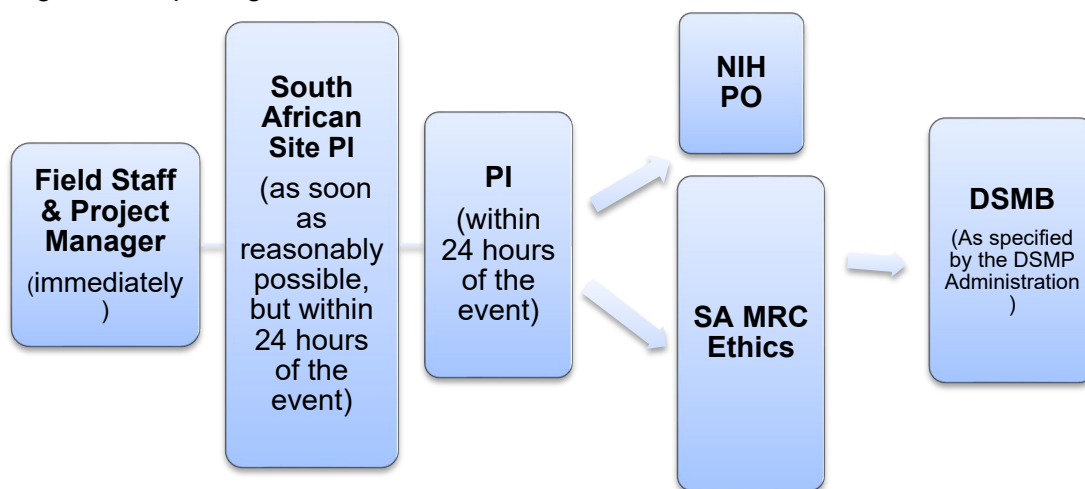 Field Staff
& Project
Manager
(immediately
)
South
African
Site PI
(as soon
as
reasonably
possible,
but within
24 hours
of the
event)
PI
(within
24 hours
of the
event)
NIH
PO
SA MRC
Ethics
DSMB
(As specified
by the DSMP
Administration
)